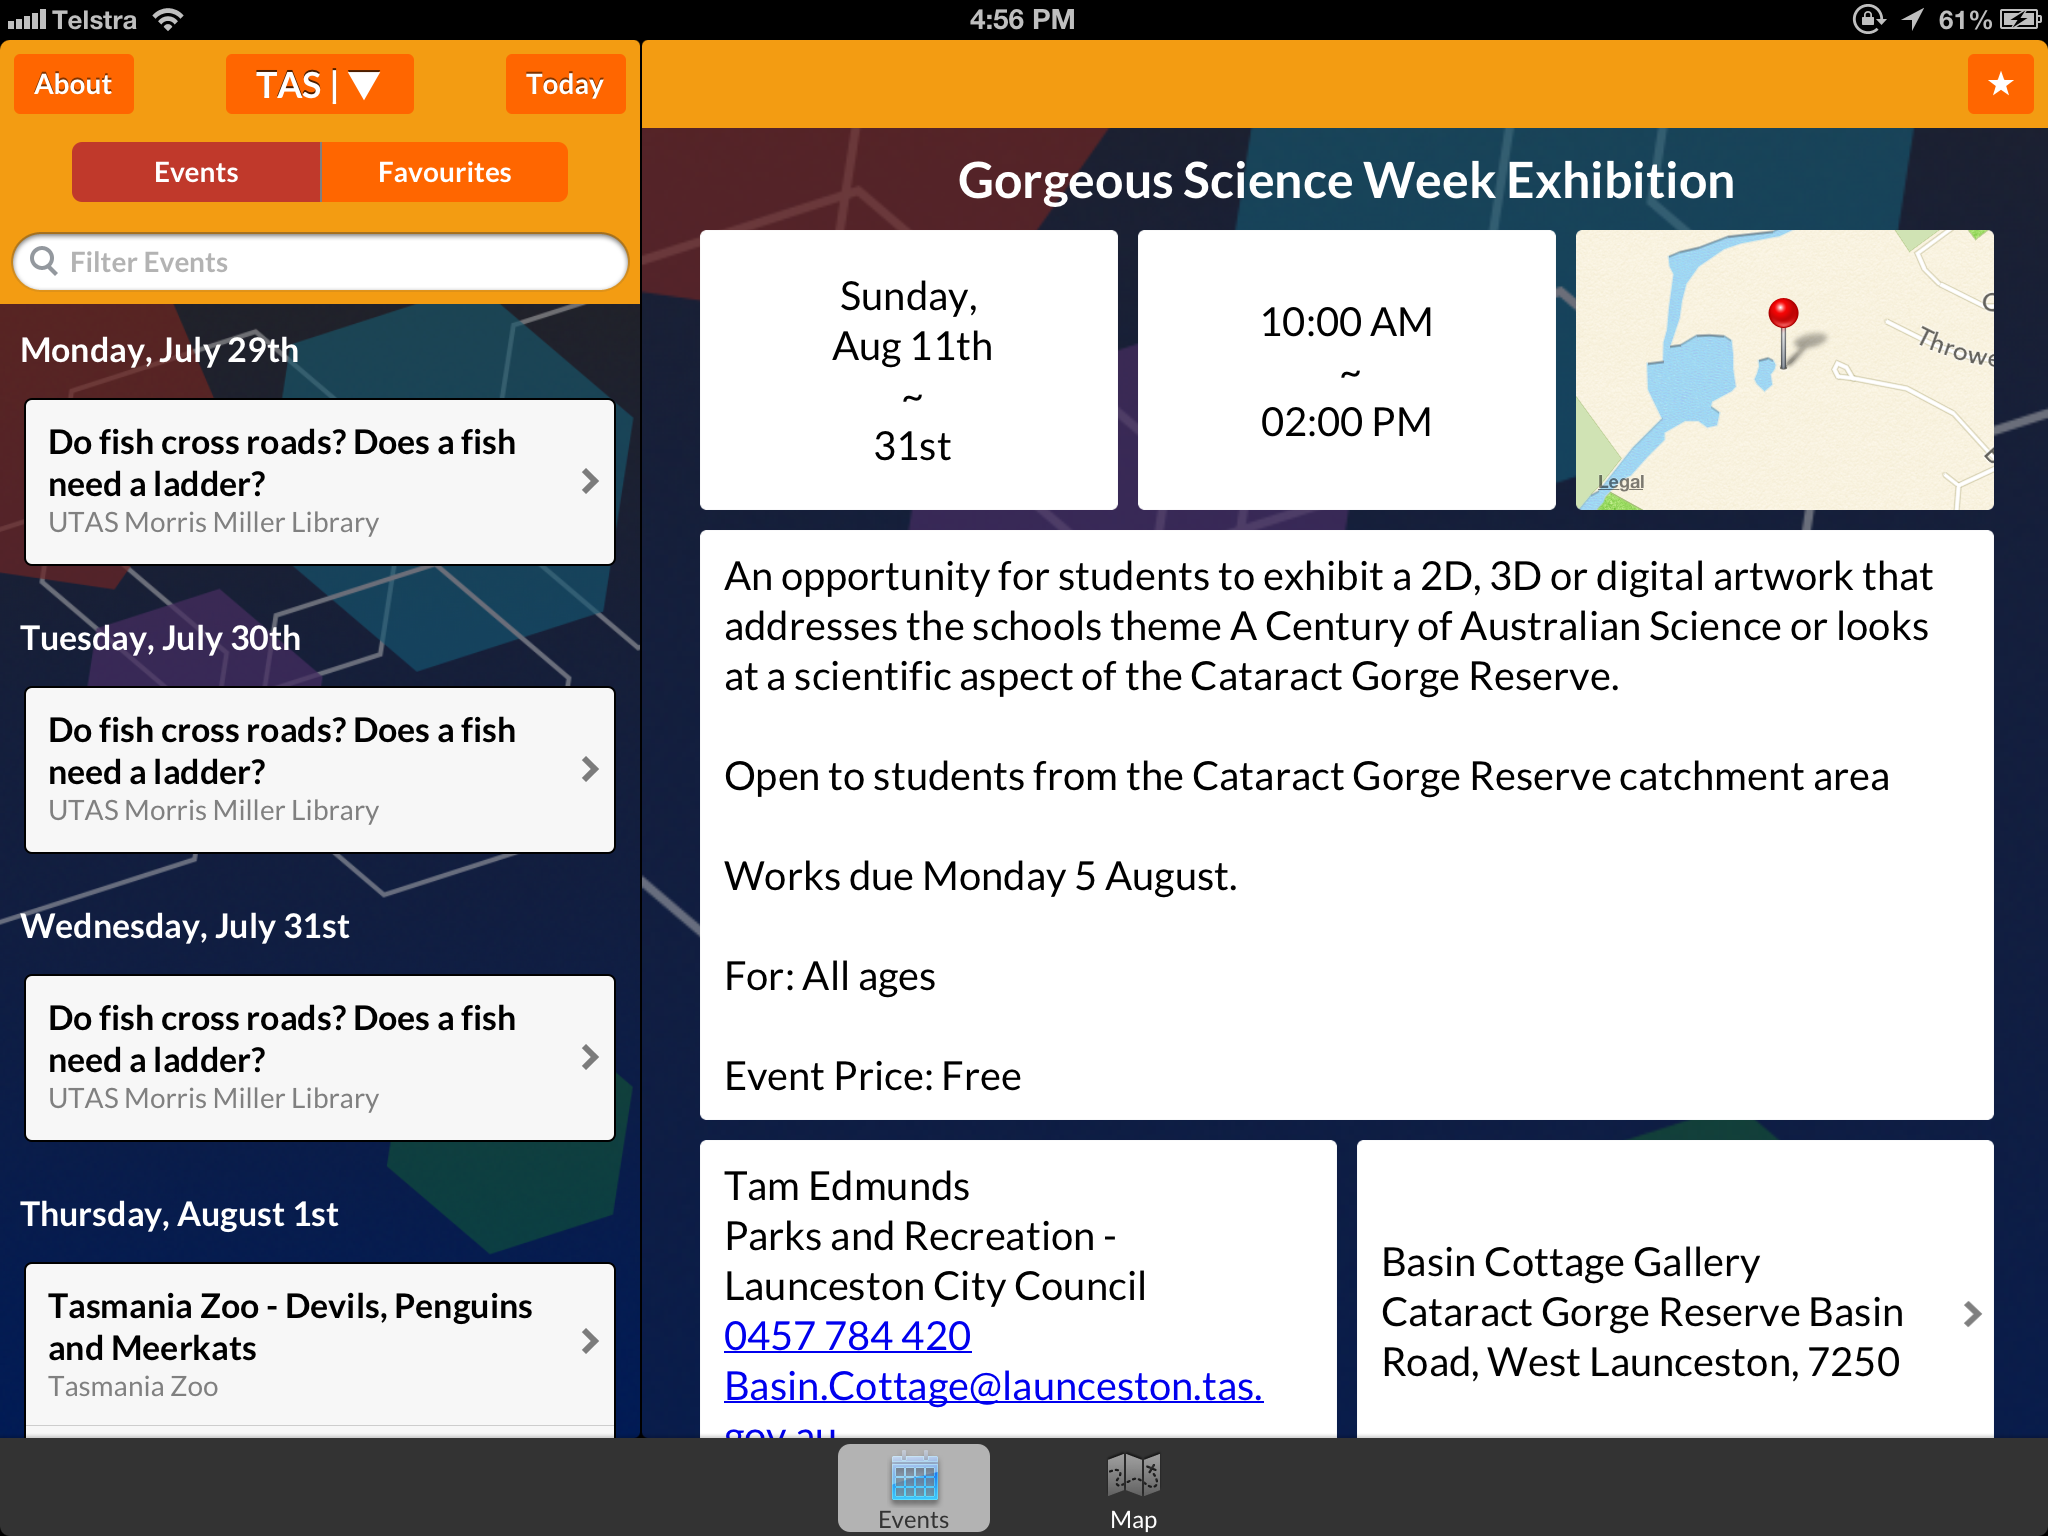 Telstra
4:56 PM
61%
About
TAS | ▼
Today
Events
Favourites
Filter Events
Monday, July 29th
Do fish cross roads? Does a fish
need a ladder?
UTAS Morris Miller Library
Tuesday, July 30th
Do fish cross roads? Does a fish
need a ladder?
UTAS Morris Miller Library
Wednesday, July 31st
Do fish cross roads? Does a fish
need a ladder?
UTAS Morris Miller Library
Thursday, August 1st
Tasmania Zoo - Devils, Penguins
and Meerkats
Tasmania Zoo
★
Gorgeous Science Week Exhibition
Sunday,
Aug 11th
~
31st
10:00 AM
~
02:00 PM
Legal
An opportunity for students to exhibit a 2D, 3D or digital artwork that
addresses the schools theme A Century of Australian Science or looks
at a scientific aspect of the Cataract Gorge Reserve.
Open to students from the Cataract Gorge Reserve catchment area
Works due Monday 5 August.
For: All ages
Event Price: Free
Tam Edmunds
Parks and Recreation -
Launceston City Council
0457 784 420
Basin.Cottage@launceston.tas.
gov.au
Basin Cottage Gallery
Cataract Gorge Reserve Basin
Road, West Launceston, 7250
Events
Map